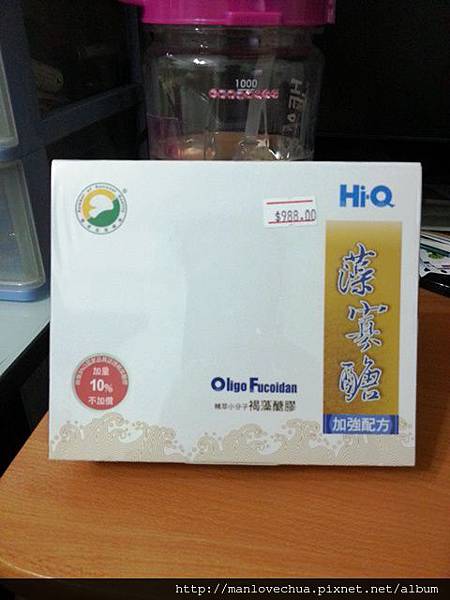 1000
Hi-Q
$988.00
藻寡醣
加強配方
加量
10%
不加價
Oligo Fucoidan
褐藻醣膠
http://manlovechua.pixnet.net/album